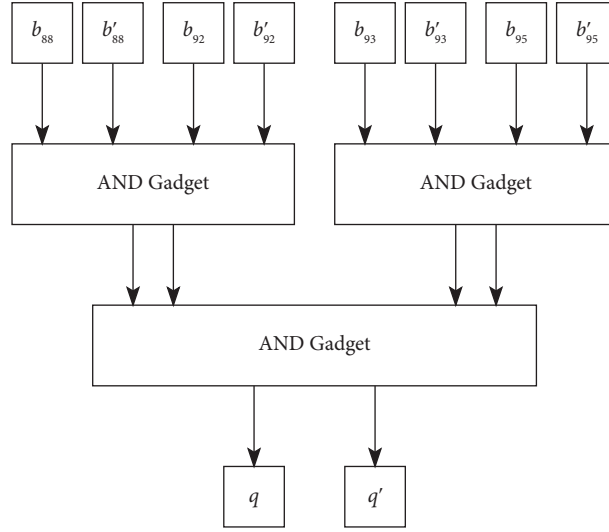 b₈₈ b′₈₈ b₉₂ b′₉₂ b₉₃ b′₉₃ b₉₅ b′₉₅
AND Gadget AND Gadget
AND Gadget
q q′